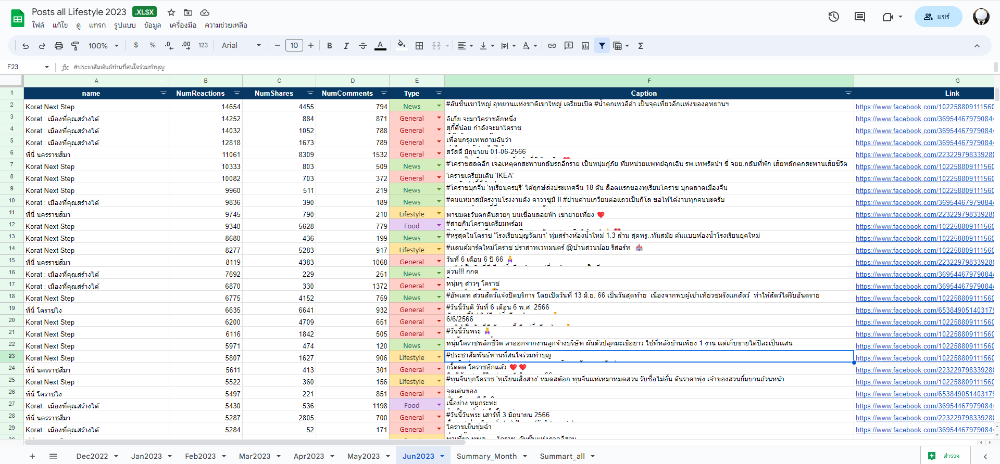 Posts all Lifestyle 2023 .XLSX
ไฟล์ แก้ไข ดู แทรก รูปแบบ ข้อมูล เครื่องมือ ความช่วยเหลือ
แชร์
100% $ % .0 .00 123 Arial 10 B I A A Σ
F23 fx #ประชาสัมพันธ์ท่านที่สนใจร่วมทำบุญ
A B C D E F G
1 name NumReactions NumShares NumComments Type Caption Link
2 Korat Next Step 14654 4455 794 News #อันซีนเขาใหญ่ อุทยานแห่งชาติเขาใหญ่ เตรียมเปิด #น้ำตกเหวอีอ่ำ เป็นจุดเที่ยวอีกแห่งของอุทยานฯ https://www.facebook.com/102258809111560
3 Korat : เมืองที่คุณสร้างได้ 14252 884 871 General อิเกีย จะมาโคราชอีกหนึ่ง https://www.facebook.com/36954467979084
4 Korat : เมืองที่คุณสร้างได้ 14032 1052 788 General สุกี้ตี๋น้อย กำลังจะมาโคราช https://www.facebook.com/36954467979084
5 Korat : เมืองที่คุณสร้างได้ 12818 1673 789 General เพื่อนกรุงเทพถามฉันว่า https://www.facebook.com/36954467979084
6 ที่นี่ นครราชสีมา 11061 8309 1532 General สวัสดี มิถุนายน 01-06-2566 https://www.facebook.com/223229798339280
7 Korat Next Step 10333 803 509 News #โคราชสลดอีก เจอเหตุตกสะพานกลับรถอีกราย เป็นหนุ่มกู้ภัย ทีมหน่วยแพทย์ฉุกเฉิน รพ.เทพรัตน์ฯ ขี่ จยย.กลับที่พัก เสียหลักตกสะพานเสียชีวิต https://www.facebook.com/102258809111560
8 Korat Next Step 10082 703 372 General โคราชเตรียมเดิน 'IKEA' https://www.facebook.com/102258809111560
9 Korat Next Step 9960 511 219 News #โคราชบุกจีน 'ทุเรียนครบุรี' ได้ฤกษ์ส่งประเทศจีน 18 ตัน ล็อตแรกของทุเรียนโคราช บุกตลาดเมืองจีน https://www.facebook.com/102258809111560
10 Korat : เมืองที่คุณสร้างได้ 9836 390 189 News #คนแห่มาสมัครงานโรงงานดัง คาวาซูมิ !! #ย่านด่านเกวียนต่อแถวเป็นกิโล ขอให้ได้งานทุกคนนะครับ https://www.facebook.com/36954467979084
11 ที่นี่ นครราชสีมา 9745 790 210 Lifestyle พาชมตะวันตกดินสวยๆ บนเขื่อนลอยฟ้า เขายายเที่ยง ❤️ https://www.facebook.com/223229798339280
12 Korat Next Step 9340 5628 779 Food #สายกินโคราชเตรียมพร้อม https://www.facebook.com/102258809111560
13 Korat Next Step 8680 436 199 News #หรูสุดในโคราช 'โรงเรียนบุญวัฒนา' ทุ่มสร้างห้องน้ำใหม่ 1.3 ล้าน สุดหรู..ทันสมัย ต้นแบบห้องน้ำโรงเรียนยุคใหม่ https://www.facebook.com/102258809111560
14 Korat Next Step 8277 5283 917 Lifestyle #แลนด์มาร์คใหม่โคราช ปราสาทเวทมนตร์ @บ้านสวนน้อย รีสอร์ท 🏰 https://www.facebook.com/102258809111560
15 ที่นี่ นครราชสีมา 8119 4383 1068 General วันที่ 6 เดือน 6 ปี 66 🙏 https://www.facebook.com/223229798339280
16 Korat : เมืองที่คุณสร้างได้ 7692 229 251 News ด่วน!!! กกต https://www.facebook.com/36954467979084
17 Korat : เมืองที่คุณสร้างได้ 6870 330 1372 General หนุ่มๆ สาวๆ โคราช https://www.facebook.com/36954467979084
18 Korat Next Step 6775 4152 759 News #อัพเดท สวนสัตว์แจ้งปิดบริการ โดยเปิดวันที่ 13 มิ.ย. 66 เป็นวันสุดท้าย เนื่องจากพบผู้เข้าเที่ยวชมรังแกสัตว์ ทำให้สัตว์ได้รับอันตราย https://www.facebook.com/102258809111560
19 ที่นี่ โคราชไง 6635 6641 932 General #วันนี้วันดี วันที่ 6 เดือน 6 พ.ศ. 2566 https://www.facebook.com/653849051403179
20 Korat Next Step 6200 4709 651 General 6/6/2566 https://www.facebook.com/102258809111560
21 Korat Next Step 6116 1842 505 General #วันนี้วันพระ 🙏 https://www.facebook.com/102258809111560
22 Korat Next Step 5971 474 120 News หนุ่มโคราชพลิกชีวิต ลาออกจากงานลูกจ้างบริษัท ผันตัวปลูกมะเขือยาว ใช้ที่หลังบ้านเพียง 1 งาน แต่เก็บขายได้ปีละเป็นแสน https://www.facebook.com/102258809111560
23 Korat Next Step 5807 1627 906 Lifestyle #ประชาสัมพันธ์ท่านที่สนใจร่วมทำบุญ https://www.facebook.com/102258809111560
24 ที่นี่ นครราชสีมา 5611 413 301 General กรี๊ดดด โคราชอีกแล้ว ❤️❤️ https://www.facebook.com/223229798339280
25 Korat Next Step 5522 360 156 Lifestyle #ทุนจีนบุกโคราช 'ทุเรียนเสิงสาง' หมดสต๊อก ทุนจีนแห่เหมาหมดสวน รับซื้อไม่อั้น ดันราคาพุ่ง เจ้าของสวนยิ้มบานถ้วนหน้า https://www.facebook.com/102258809111560
26 ที่นี่ โคราชไง 5497 221 851 General จุดเด่นของ... https://www.facebook.com/653849051403179
27 Korat : เมืองที่คุณสร้างได้ 5430 536 1198 Food เนื้อย่าง หมูกระทะ https://www.facebook.com/36954467979084
28 ที่นี่ นครราชสีมา 5287 2805 700 General #วันนี้วันพระ เสาร์ที่ 3 มิถุนายน 2566 https://www.facebook.com/223229798339280
29 Korat : เมืองที่คุณสร้างได้ 5284 52 171 General โคราชเย็นชุ่มฉ่ำ https://www.facebook.com/36954467979084
Dec2022 Jan2023 Feb2023 Mar2023 Apr2023 May2023 Jun2023 Summary_Month Summart_all สำรวจ